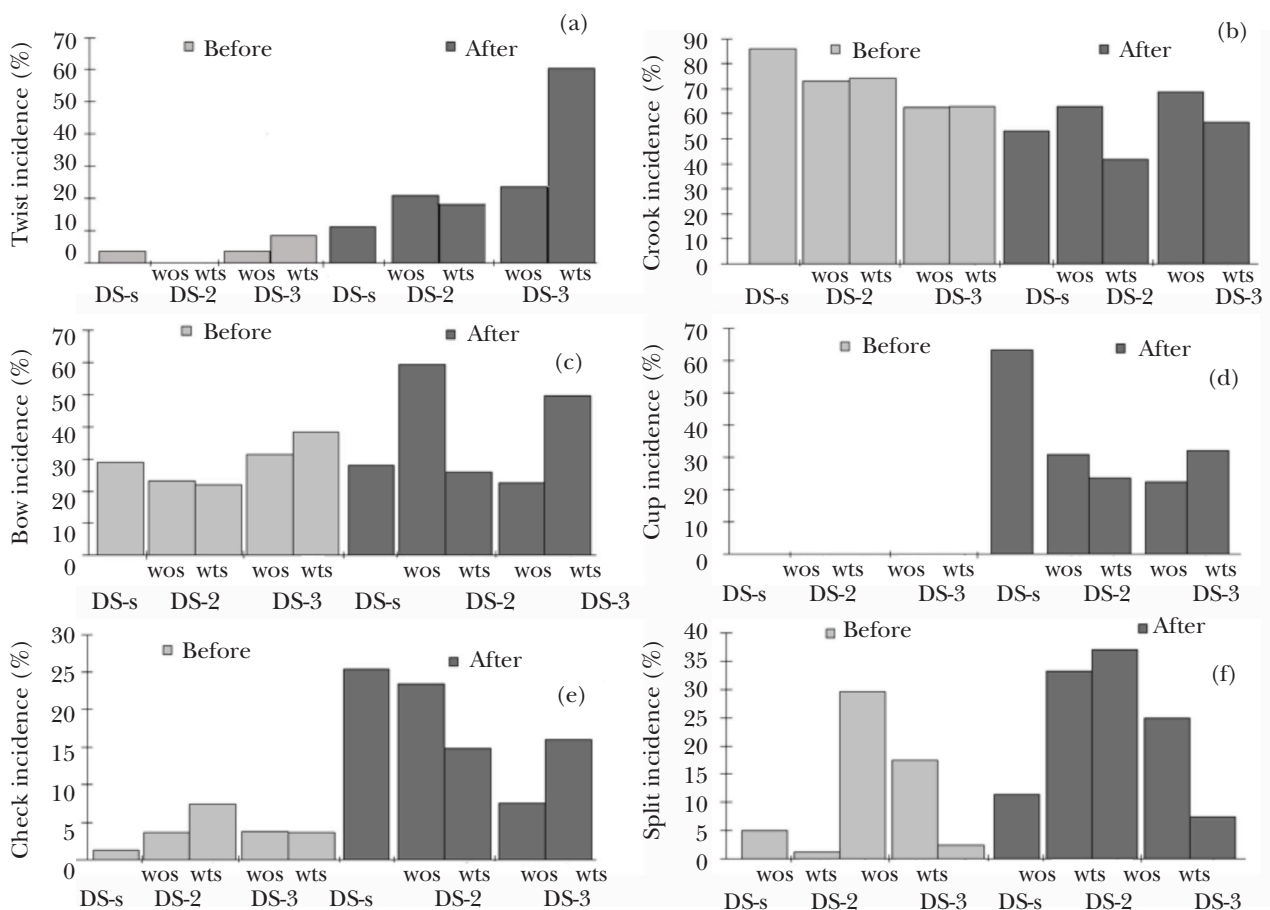 (a)
Twist incidence (%)
Before After
70
60
50
40
30
20
10
0
wos wts wos wts wos wts wos wts
DS-s DS-2 DS-3 DS-s DS-2 DS-3
(b)
Crook incidence (%)
Before After
90
80
70
60
50
40
30
20
10
0
wos wts wos wts wos wts wos wts
DS-s DS-2 DS-3 DS-s DS-2 DS-3
(c)
Bow incidence (%)
Before After
70
60
50
40
30
20
10
0
wos wts wos wts wos wts wos wts
DS-s DS-2 DS-3 DS-s DS-2 DS-3
(d)
Cup incidence (%)
Before After
70
60
50
40
30
20
10
0
wos wts wos wts wos wts wos wts
DS-s DS-2 DS-3 DS-s DS-2 DS-3
(e)
Check incidence (%)
Before After
30
25
20
15
10
5
0
wos wts wos wts wos wts wos wts
DS-s DS-2 DS-3 DS-s DS-2 DS-3
(f)
Split incidence (%)
Before After
40
35
30
25
20
15
10
5
0
wos wts wos wts wos wts wos wts
DS-s DS-2 DS-3 DS-s DS-2 DS-3